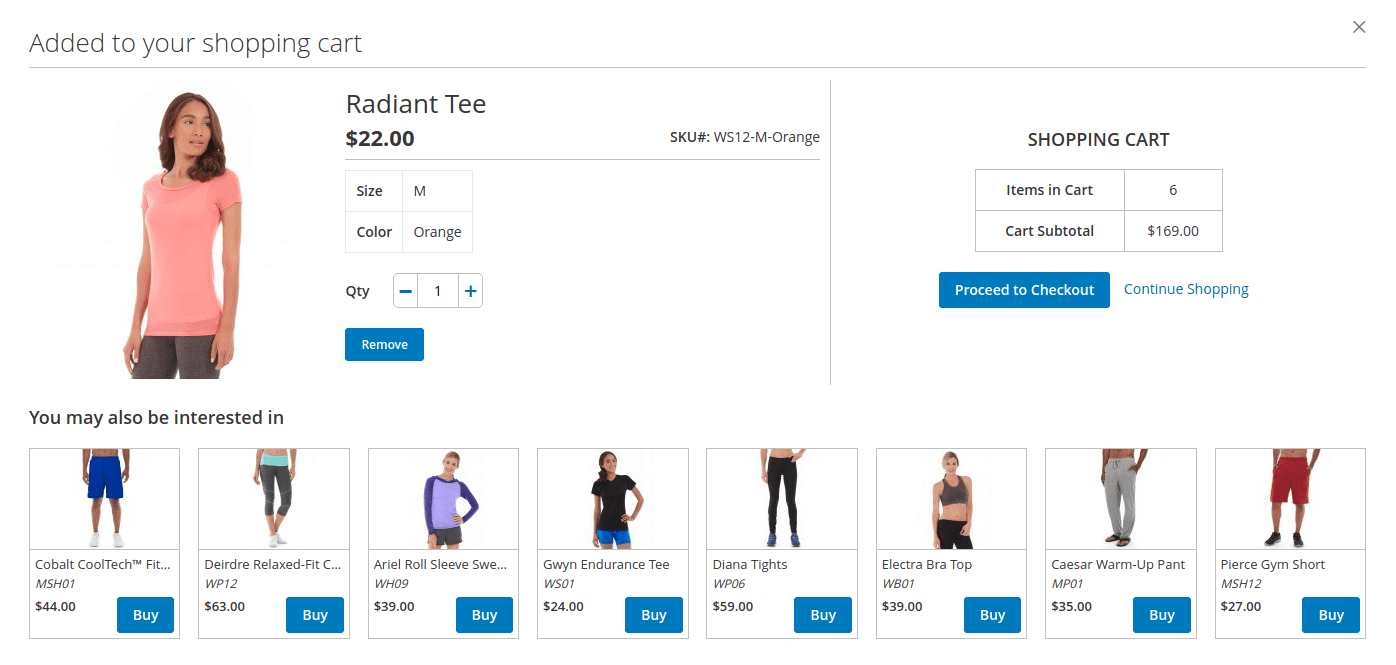 Added to your shopping cart
Radiant Tee
$22.00
SKU#: WS12-M-Orange
Size M
Color Orange
Qty 1
Remove
SHOPPING CART
Items in Cart 6
Cart Subtotal $169.00
Proceed to Checkout Continue Shopping
You may also be interested in
Cobalt CoolTech™ Fit...
MSH01
$44.00
Buy
Deirdre Relaxed-Fit C...
WP12
$63.00
Buy
Ariel Roll Sleeve Swe...
WH09
$39.00
Buy
Gwyn Endurance Tee
WS01
$24.00
Buy
Diana Tights
WP06
$59.00
Buy
Electra Bra Top
WB01
$39.00
Buy
Caesar Warm-Up Pant
MP01
$35.00
Buy
Pierce Gym Short
MSH12
$27.00
Buy